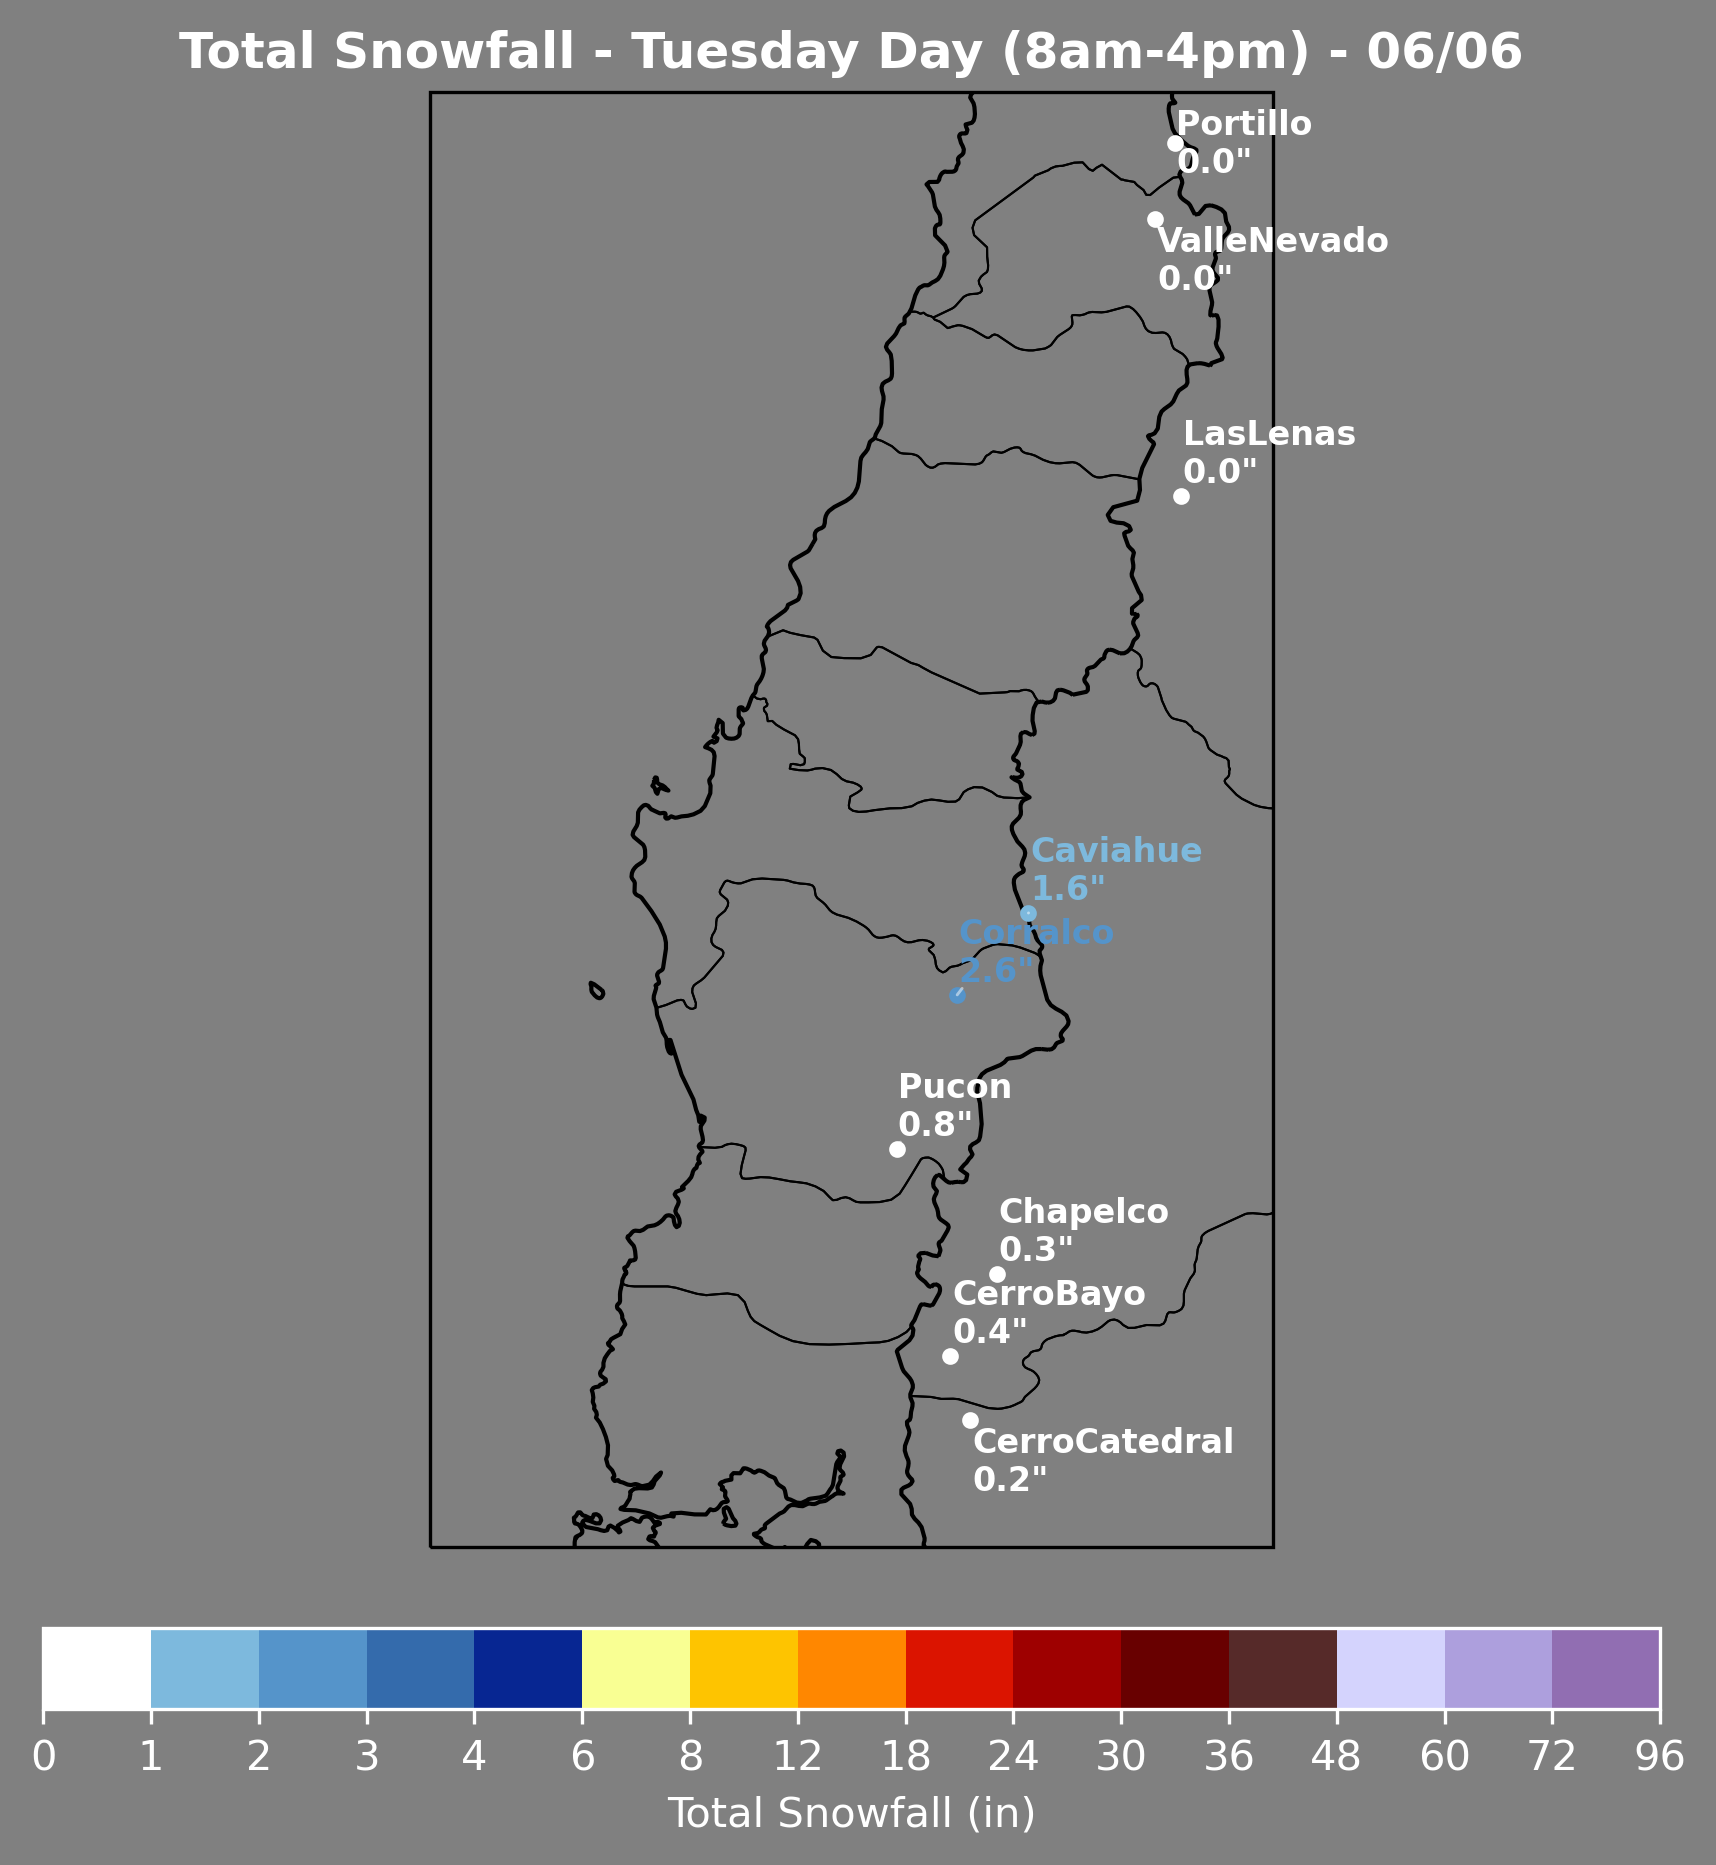 Total Snowfall - Tuesday Day (8am-4pm) - 06/06
Portillo
0.0"
ValleNevado
0.0"
LasLenas
0.0"
Caviahue
1.6"
Corralco
2.6"
Pucon
0.8"
Chapelco
0.3"
CerroBayo
0.4"
CerroCatedral
0.2"
0 1 2 3 4 6 8 12 18 24 30 36 48 60 72 96
Total Snowfall (in)